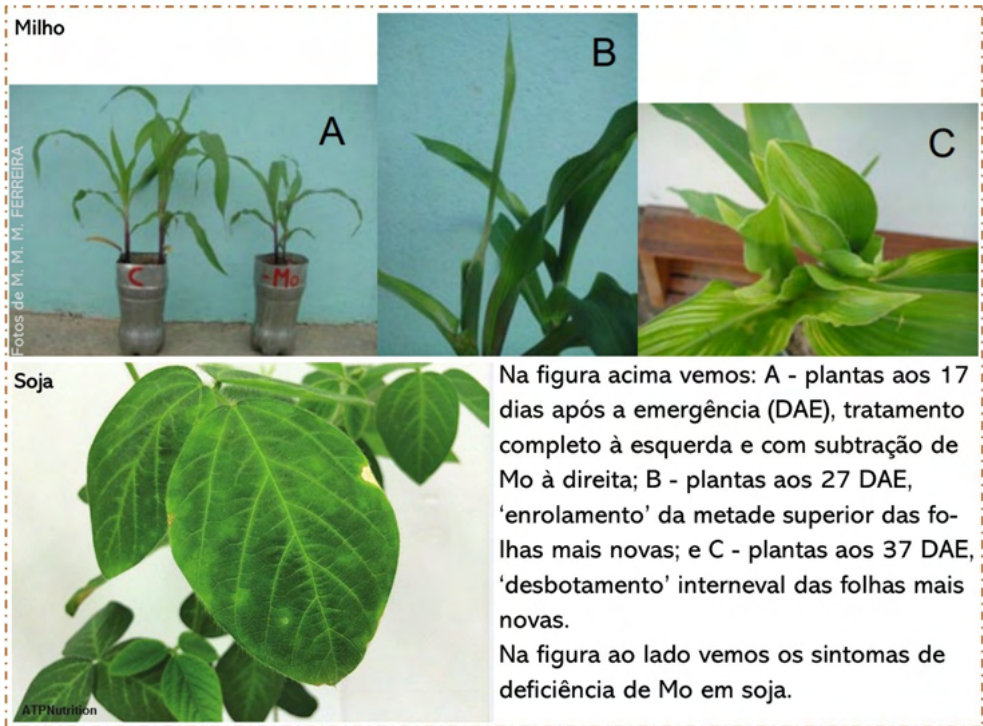 Milho
A
B
C
Fotos de M. M. M. FERREIRA
C
-Mo
Soja
Na figura acima vemos: A - plantas aos 17
dias após a emergência (DAE), tratamento
completo à esquerda e com subtração de
Mo à direita; B - plantas aos 27 DAE,
‘enrolamento’ da metade superior das fo-
lhas mais novas; e C - plantas aos 37 DAE,
‘desbotamento’ interneval das folhas mais
novas.
Na figura ao lado vemos os sintomas de
deficiência de Mo em soja.
ATPNutrition